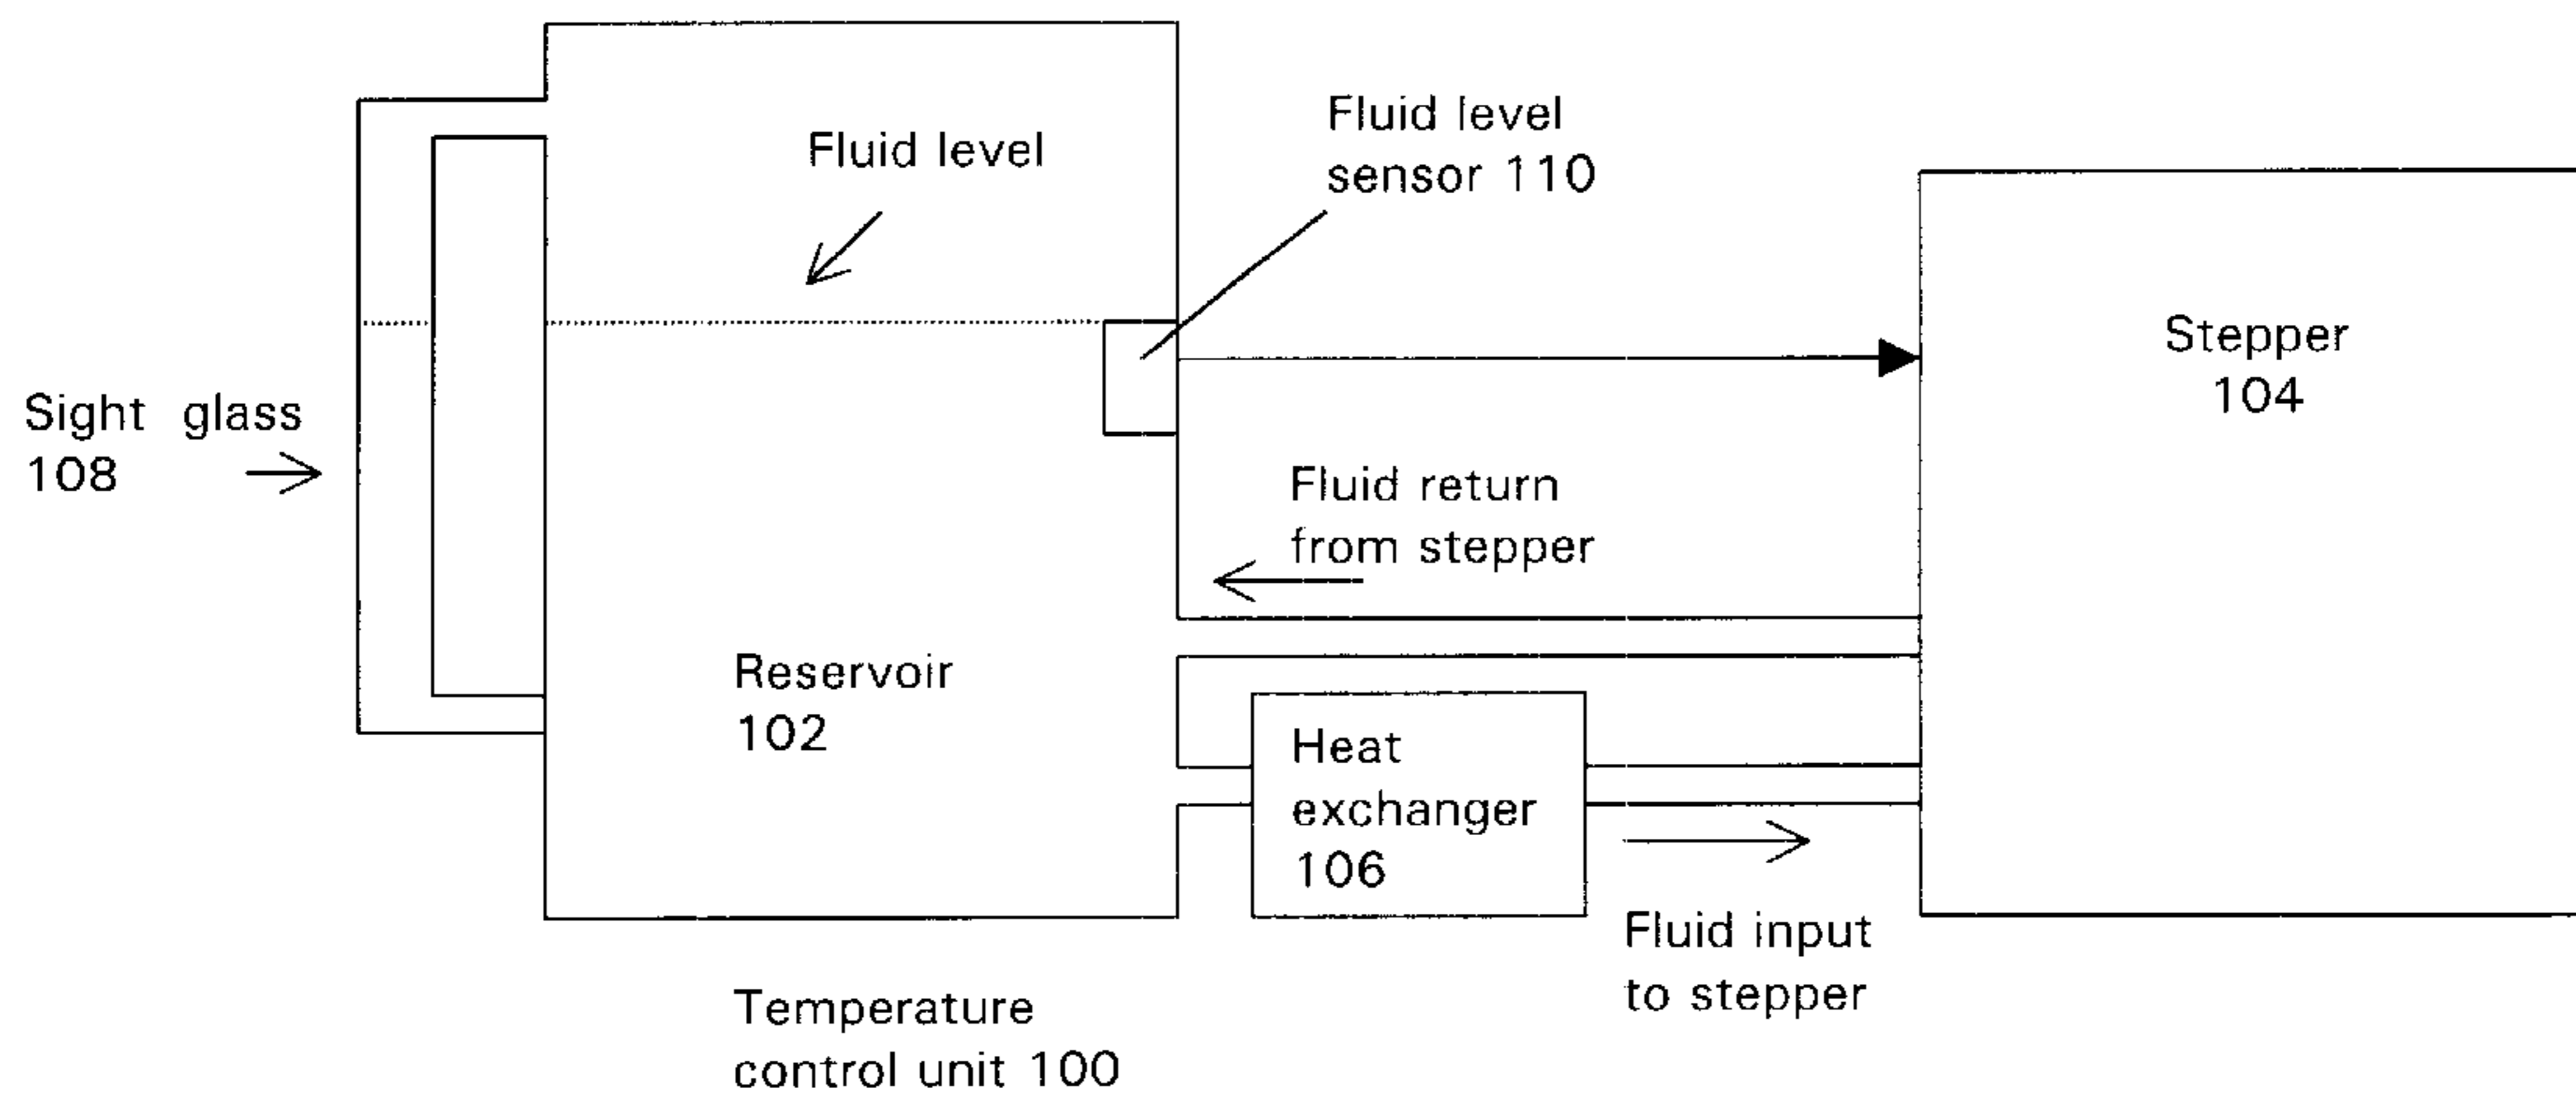 Fluid level
Fluid level
sensor 110
Stepper
104
Sight glass
108
Fluid return
from stepper
Reservoir
102
Heat
exchanger
106
Fluid input
to stepper
Temperature
control unit 100